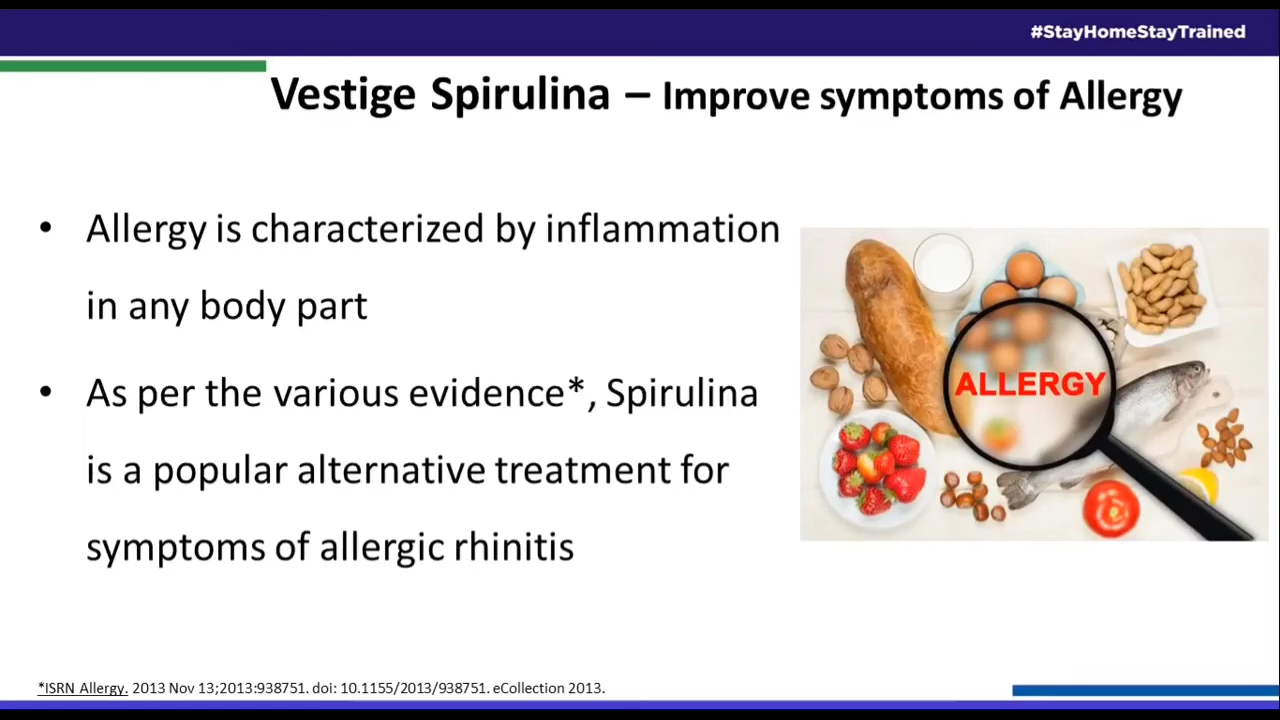 #StayHomeStayTrained
Vestige Spirulina – Improve symptoms of Allergy
• Allergy is characterized by inflammation
in any body part
• As per the various evidence*, Spirulina
is a popular alternative treatment for
symptoms of allergic rhinitis
ALLERGY
*ISRN Allergy. 2013 Nov 13;2013:938751. doi: 10.1155/2013/938751. eCollection 2013.